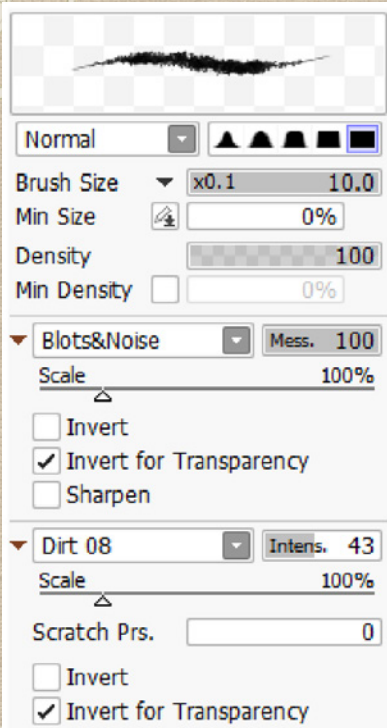 Normal
Brush Size x0.1 10.0
Min Size 0%
Density 100
Min Density 0%
Blots&Noise Mess. 100
Scale 100%
Invert
Invert for Transparency
Sharpen
Dirt 08 Intens. 43
Scale 100%
Scratch Prs. 0
Invert
Invert for Transparency